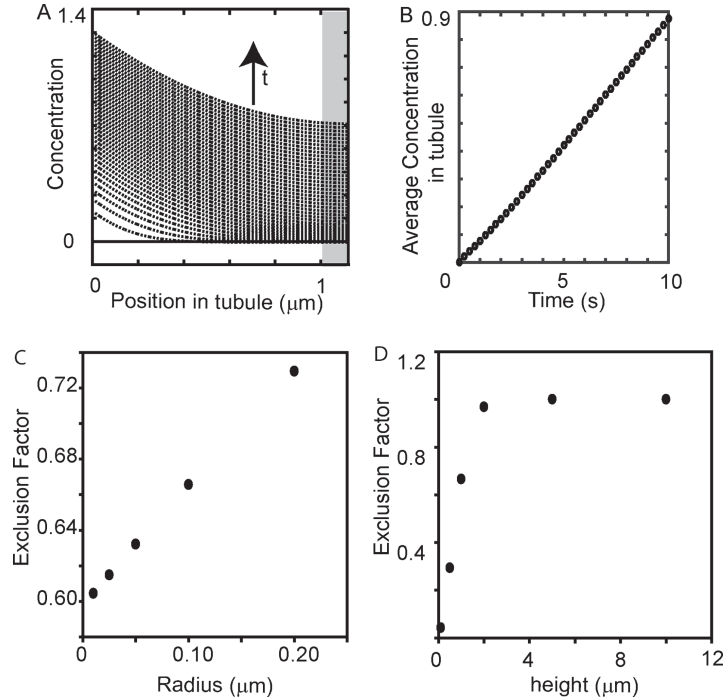 A
1.4
Concentration
t
0
0
1
Position in tubule (μm)
B
0.9
Average Concentration
in tubule
0
5
10
Time (s)
C
0.72
0.68
0.64
0.60
Exclusion Factor
0
0.10
0.20
Radius (μm)
D
1.2
0.8
0.4
Exclusion Factor
0
4
8
12
height (μm)